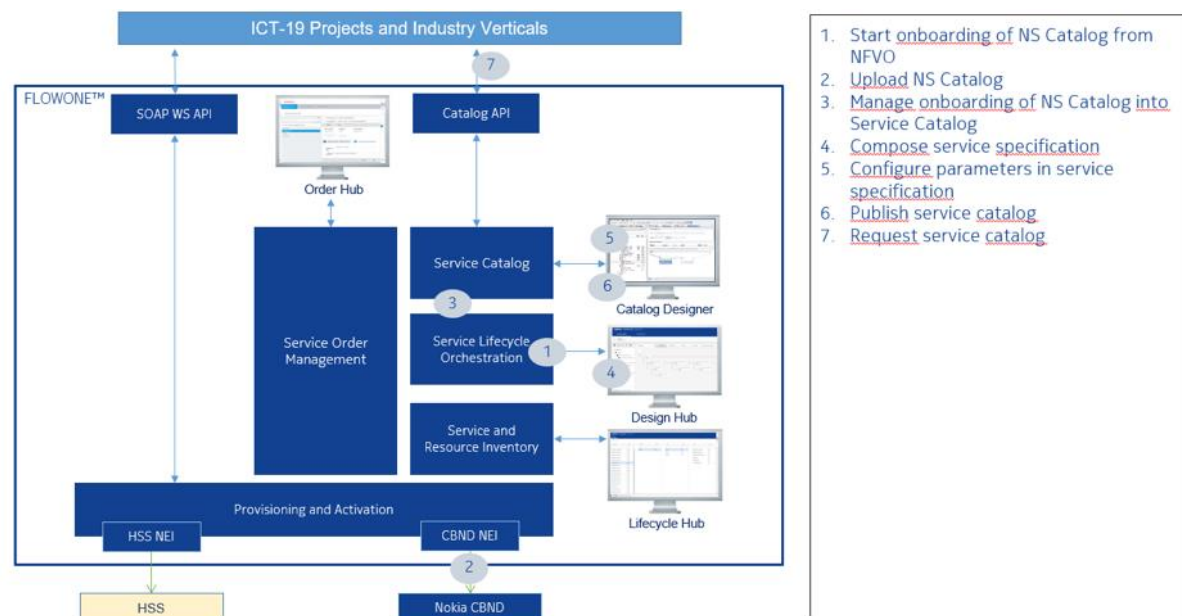 ICT-19 Projects and Industry Verticals
7
FLOWONE™
SOAP WS API
Catalog API
Order Hub
Service Order
Management
Service Catalog
5
6
Catalog Designer
3
Service Lifecycle
Orchestration
1
4
Design Hub
Service and
Resource Inventory
Lifecycle Hub
Provisioning and Activation
HSS NEI
CBND NEI
2
HSS
Nokia CBND
1. Start onboarding of NS Catalog from
NFVO
2. Upload NS Catalog
3. Manage onboarding of NS Catalog into
Service Catalog
4. Compose service specification
5. Configure parameters in service
specification
6. Publish service catalog
7. Request service catalog